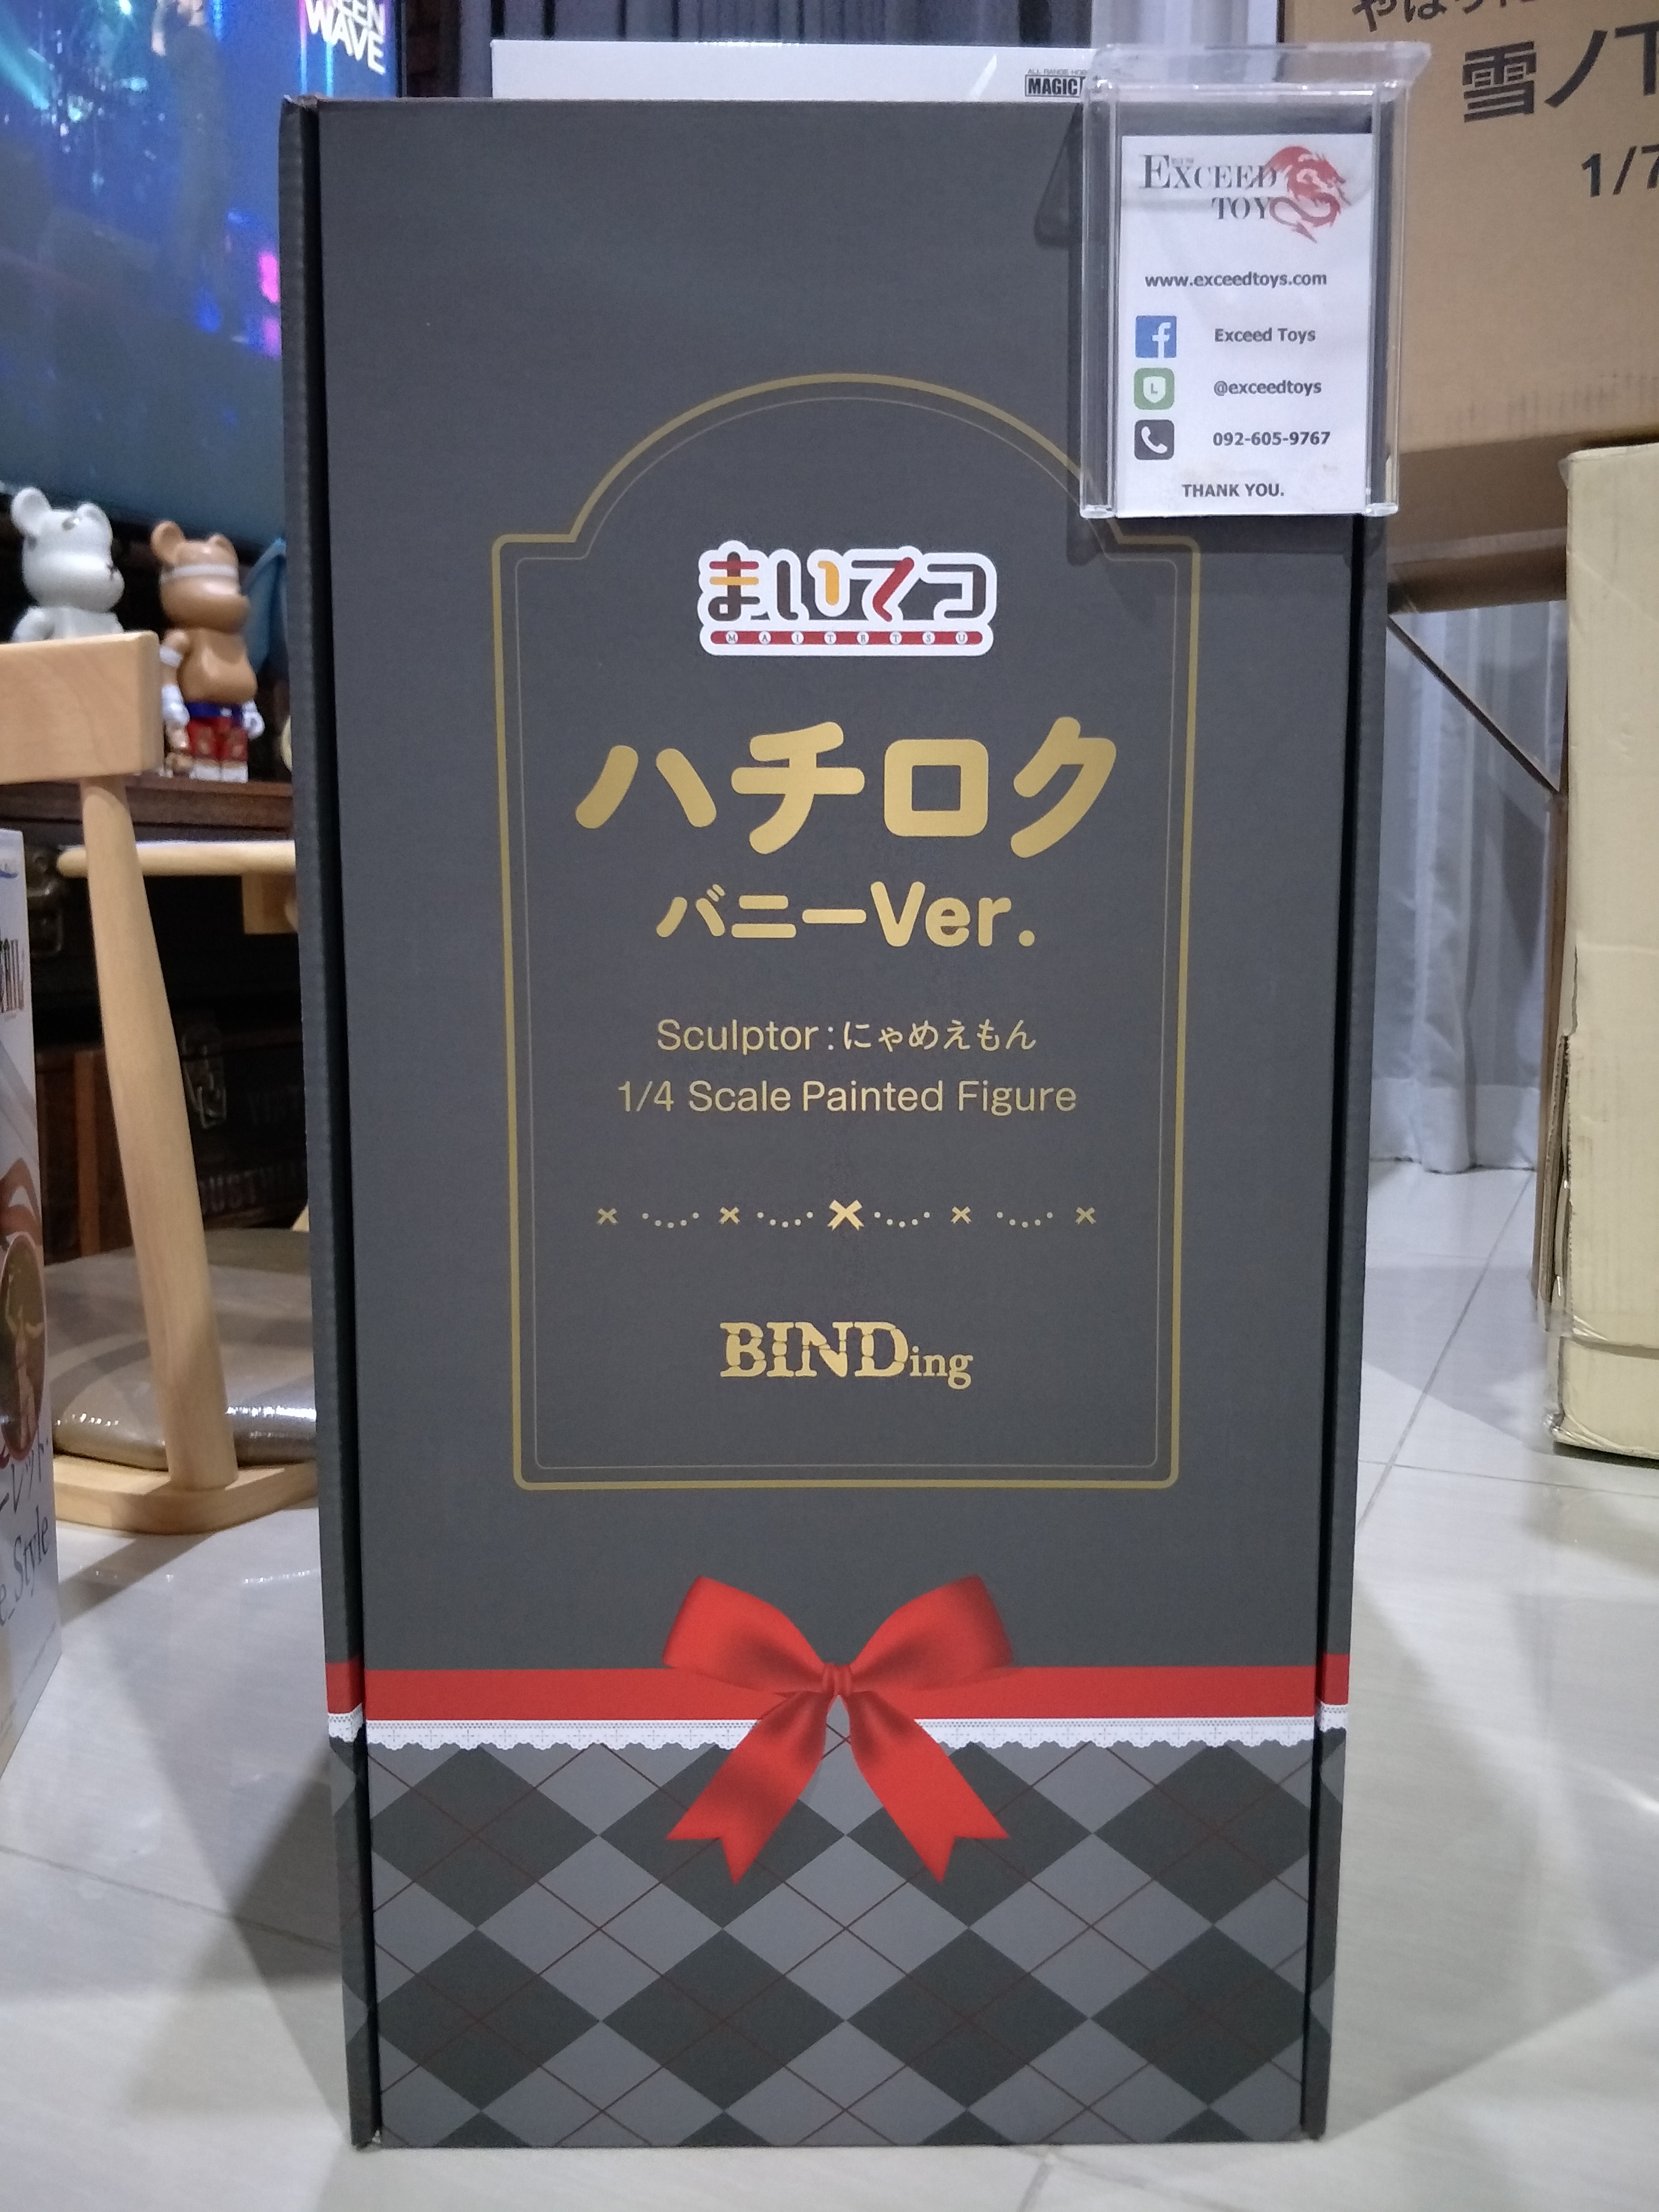 WAVE
MAGIC
雪ノ下
1/7
EXCEED
TOY
www.exceedtoys.com
Exceed Toys
@exceedtoys
092-605-9767
THANK YOU.
まいてつ
MAITETSU
ハチロク
バニーVer.
Sculptor:にゃめえもん
1/4 Scale Painted Figure
BINDing
Style